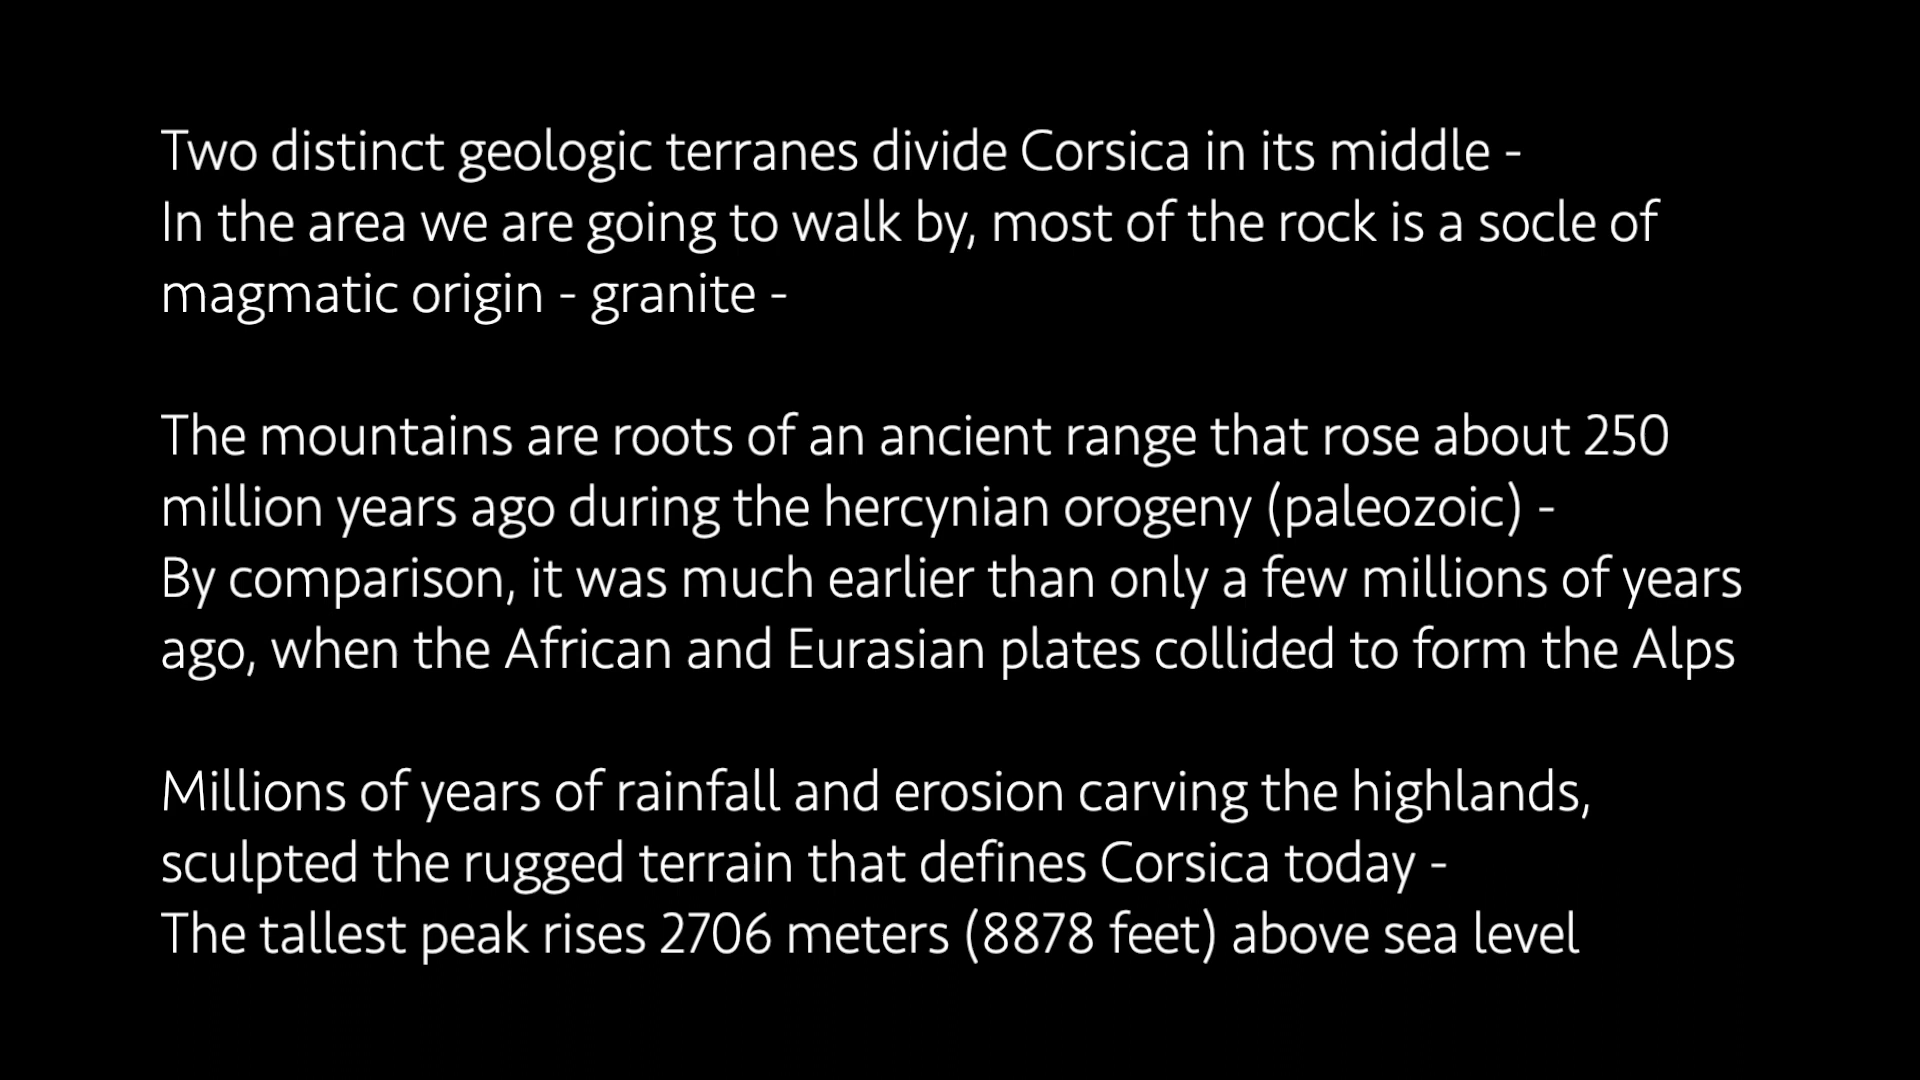 Two distinct geologic terranes divide Corsica in its middle -
In the area we are going to walk by, most of the rock is a socle of
magmatic origin - granite -
The mountains are roots of an ancient range that rose about 250
million years ago during the hercynian orogeny (paleozoic) -
By comparison, it was much earlier than only a few millions of years
ago, when the African and Eurasian plates collided to form the Alps
Millions of years of rainfall and erosion carving the highlands,
sculpted the rugged terrain that defines Corsica today -
The tallest peak rises 2706 meters (8878 feet) above sea level